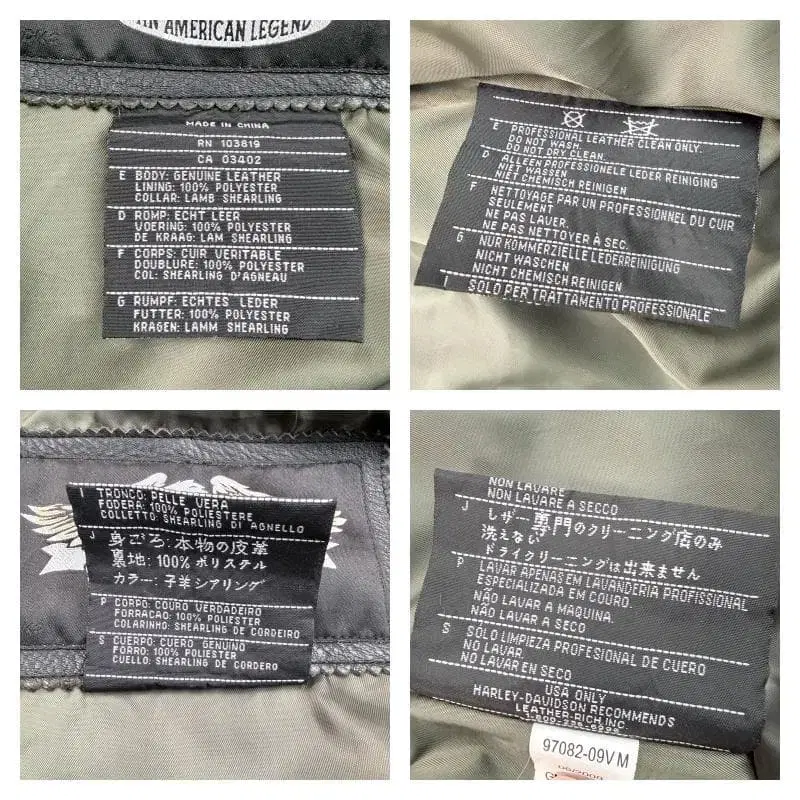 AN AMERICAN LEGEND
MADE IN CHINA
RN 103819
CA 03402
E BODY: GENUINE LEATHER
LINING: 100% POLYESTER
COLLAR: LAMB SHEARLING
D ROMP: ECHT LEER
VOERING: 100% POLYESTER
DE KRAAG: LAM SHEARLING
F CORPS: CUIR VERITABLE
DOUBLURE: 100% POLYESTER
COL: SHEARLING D'AGNEAU
G RUMPF: ECHTES LEDER
FUTTER: 100% POLYESTER
KRAGEN: LAMM SHEARLING
E PROFESSIONAL LEATHER CLEAN ONLY.
DO NOT WASH.
DO NOT DRY CLEAN.
D ALLEEN PROFESSIONELE LEDER REINIGING
NIET WASSEN
NIET CHEMISCH REINIGEN
F NETTOYAGE PAR UN PROFESSIONNEL DU CUIR
SEULEMENT
NE PAS LAVER.
NE PAS NETTOYER À SEC.
G NUR KOMMERZIELLE LEDERREINIGUNG
NICHT WASCHEN
NICHT CHEMISCH REINIGEN
I SOLO PER TRATTAMENTO PROFESSIONALE
I TRONCO: PELLE VERA
FODERA: 100% POLIESTERE
COLLETTO: SHEARLING DI AGNELLO
J 身ごろ: 本物の皮革
裏地: 100% ポリステル
カラー: 子羊シアリング
P CORPO: COURO VERDADEIRO
FORRACAO: 100% POLIESTER
COLARINHO: SHEARLING DE CORDEIRO
S CUERPO: CUERO GENUINO
FORRO: 100% POLIESTER
CUELLO: SHEARLING DE CORDERO
NON LAVARE
NON LAVARE A SECCO
J レザー専門のクリーニング店のみ
洗えない
ドライクリーニングは出来ません
P LAVAR APENAS EM LAVANDERIA PROFISSIONAL
ESPECIALIZADA EM COURO.
NÃO LAVAR A MAQUINA.
NÃO LAVAR A SECO
S SÓLO LIMPIEZA PROFESIONAL DE CUERO
NO LAVAR.
NO LAVAR EN SECO
USA ONLY
HARLEY-DAVIDSON RECOMMENDS
LEATHER-RICH, INC
97082-09V M
06/2009